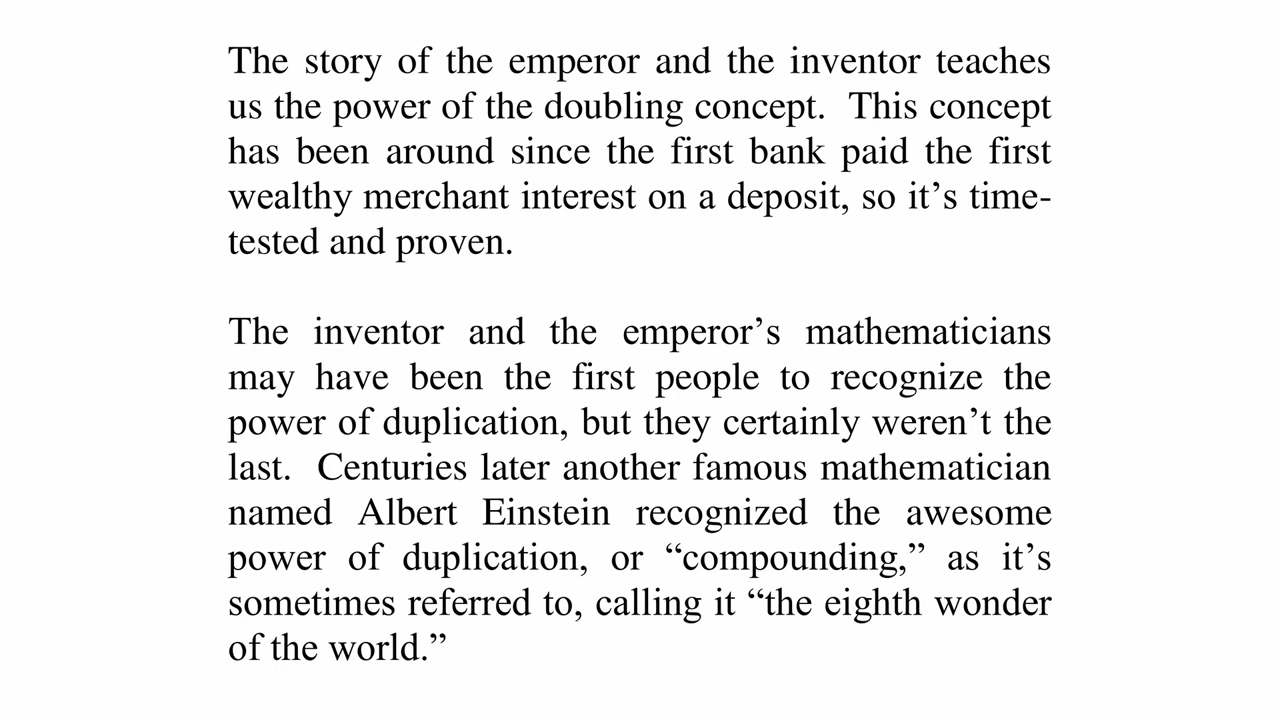 The story of the emperor and the inventor teaches
us the power of the doubling concept.  This concept
has been around since the first bank paid the first
wealthy merchant interest on a deposit, so it’s time-
tested and proven.
The inventor and the emperor’s mathematicians
may have been the first people to recognize the
power of duplication, but they certainly weren’t the
last.  Centuries later another famous mathematician
named Albert Einstein recognized the awesome
power of duplication, or “compounding,” as it’s
sometimes referred to, calling it “the eighth wonder
of the world.”